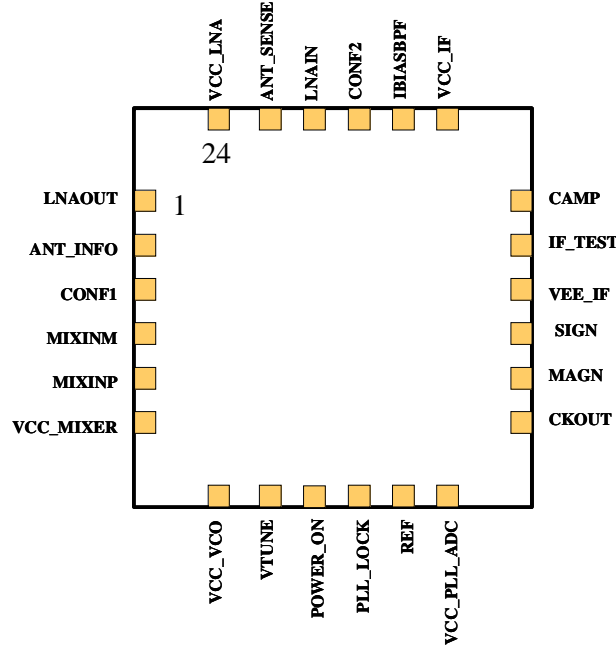 VCC_LNA
ANT_SENSE
LNAIN
CONF2
IBIASBPF
VCC_IF
24
1
LNAOUT
ANT_INFO
CONF1
MIXINM
MIXINP
VCC_MIXER
CAMP
IF_TEST
VEE_IF
SIGN
MAGN
CKOUT
VCC_VCO
VTUNE
POWER_ON
PLL_LOCK
REF
VCC_PLL_ADC